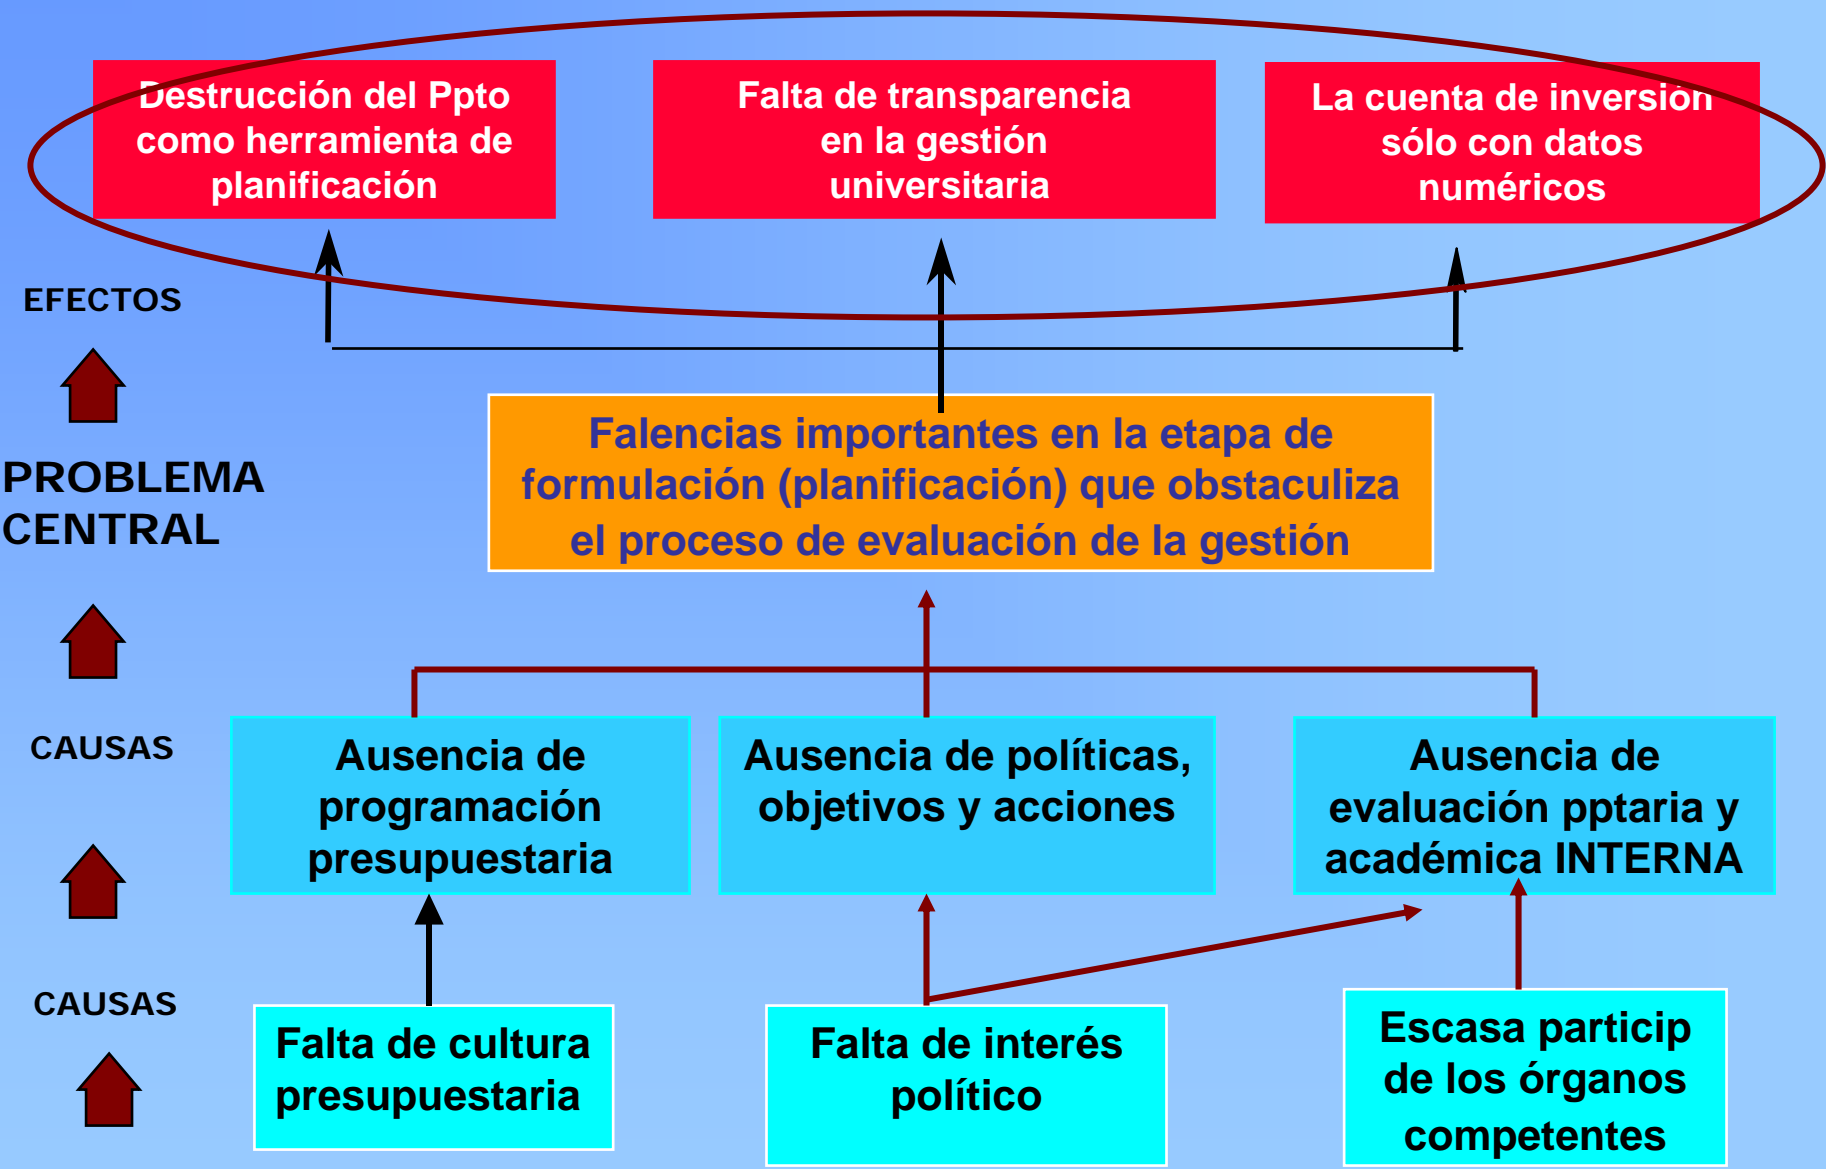 Destrucción del Ppto
como herramienta de
planificación
Falta de transparencia
en la gestión
universitaria
La cuenta de inversión
sólo con datos
numéricos
EFECTOS
PROBLEMA
CENTRAL
Falencias importantes en la etapa de
formulación (planificación) que obstaculiza
el proceso de evaluación de la gestión
CAUSAS
Ausencia de
programación
presupuestaria
Ausencia de políticas,
objetivos y acciones
Ausencia de
evaluación pptaria y
académica INTERNA
CAUSAS
Falta de cultura
presupuestaria
Falta de interés
político
Escasa particip
de los órganos
competentes